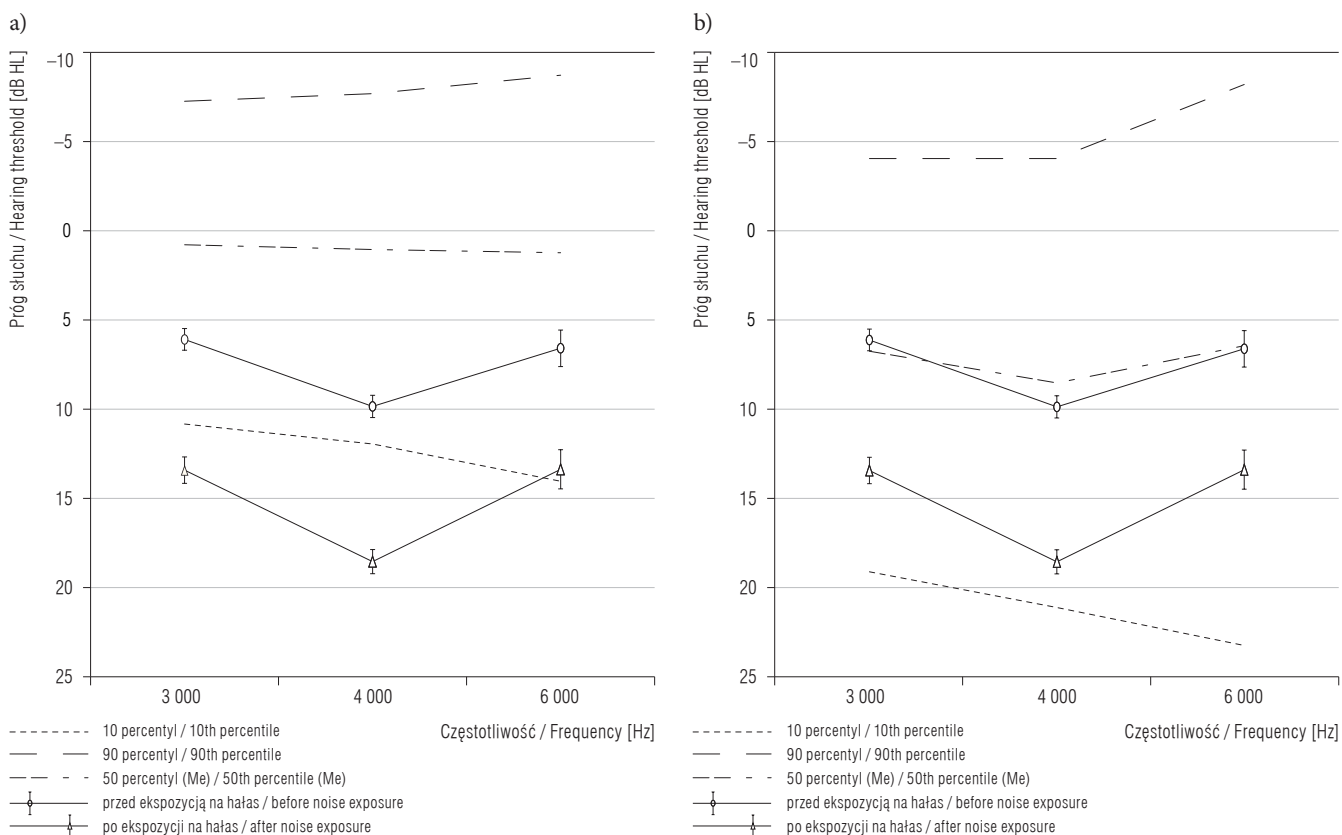 a)
Próg słuchu / Hearing threshold [dB HL]
–10
–5
0
5
10
15
20
25
3 000 4 000 6 000
Częstotliwość / Frequency [Hz]
10 percentyl / 10th percentile
90 percentyl / 90th percentile
50 percentyl (Me) / 50th percentile (Me)
przed ekspozycją na hałas / before noise exposure
po ekspozycji na hałas / after noise exposure
b)
Próg słuchu / Hearing threshold [dB HL]
–10
–5
0
5
10
15
20
25
3 000 4 000 6 000
Częstotliwość / Frequency [Hz]
10 percentyl / 10th percentile
90 percentyl / 90th percentile
50 percentyl (Me) / 50th percentile (Me)
przed ekspozycją na hałas / before noise exposure
po ekspozycji na hałas / after noise exposure